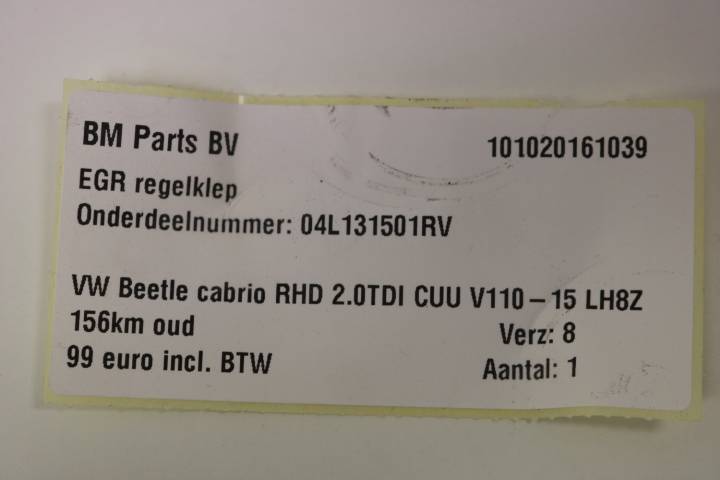 BM Parts BV 101020161039
EGR regelklep
Onderdeelnummer: 04L131501RV
VW Beetle cabrio RHD 2.0TDI CUU V110-15 LH8Z
156km oud Verz: 8
99 euro incl. BTW Aantal: 1